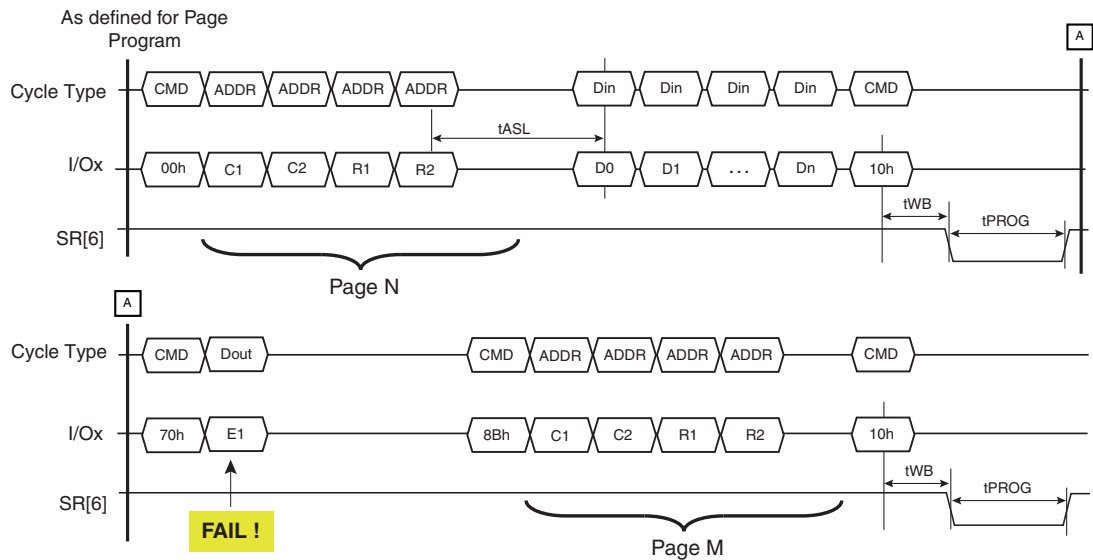 As defined for Page
Program
A
Cycle Type
CMD ADDR ADDR ADDR ADDR Din Din Din Din CMD
tASL
I/Ox
00h C1 C2 R1 R2 D0 D1 ... Dn 10h
tWB
tPROG
SR[6]
Page N
A
Cycle Type
CMD Dout CMD ADDR ADDR ADDR ADDR CMD
I/Ox
70h E1 8Bh C1 C2 R1 R2 10h
tWB
tPROG
SR[6]
FAIL !
Page M